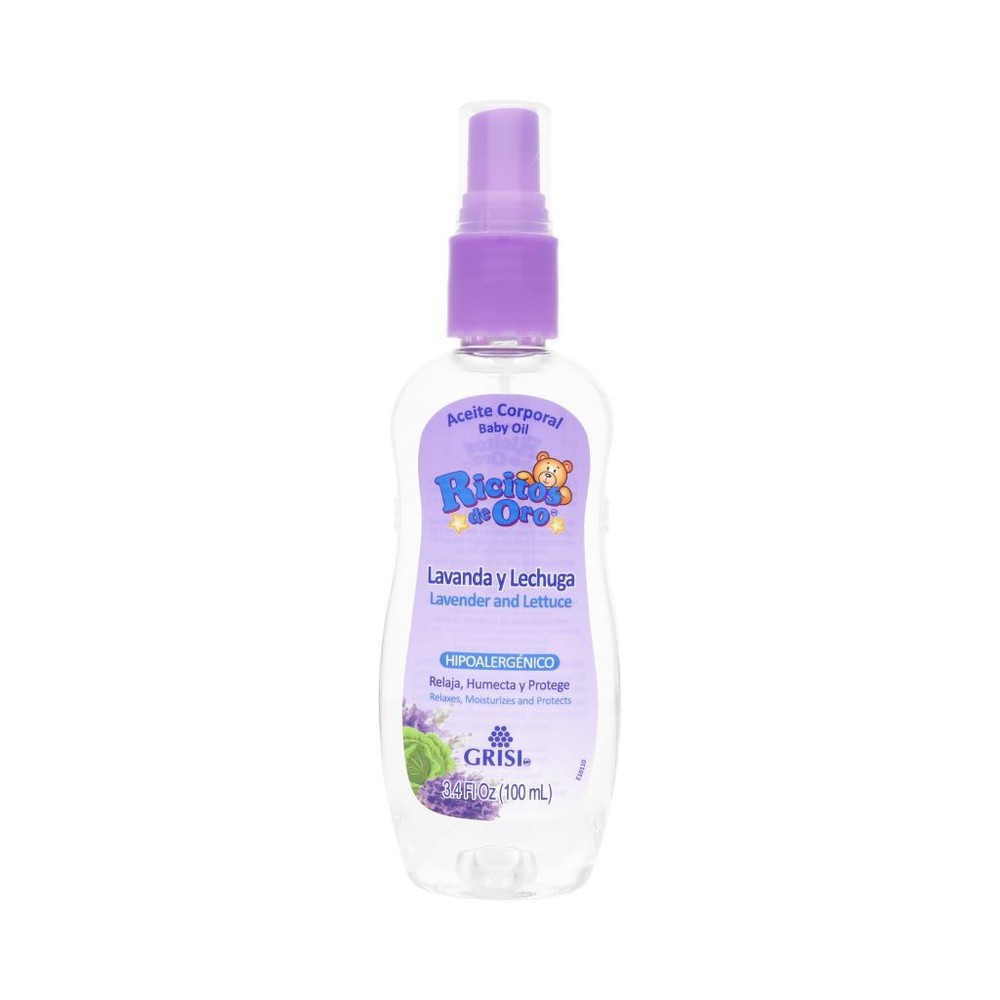 Aceite Corporal
Baby Oil
Ricitos
de Oro
Lavanda y Lechuga
Lavender and Lettuce
HIPOALERGÉNICO
Relaja, Humecta y Protege
Relaxes, Moisturizes and Protects
GRISI
3.4 Fl Oz (100 mL)
E10110